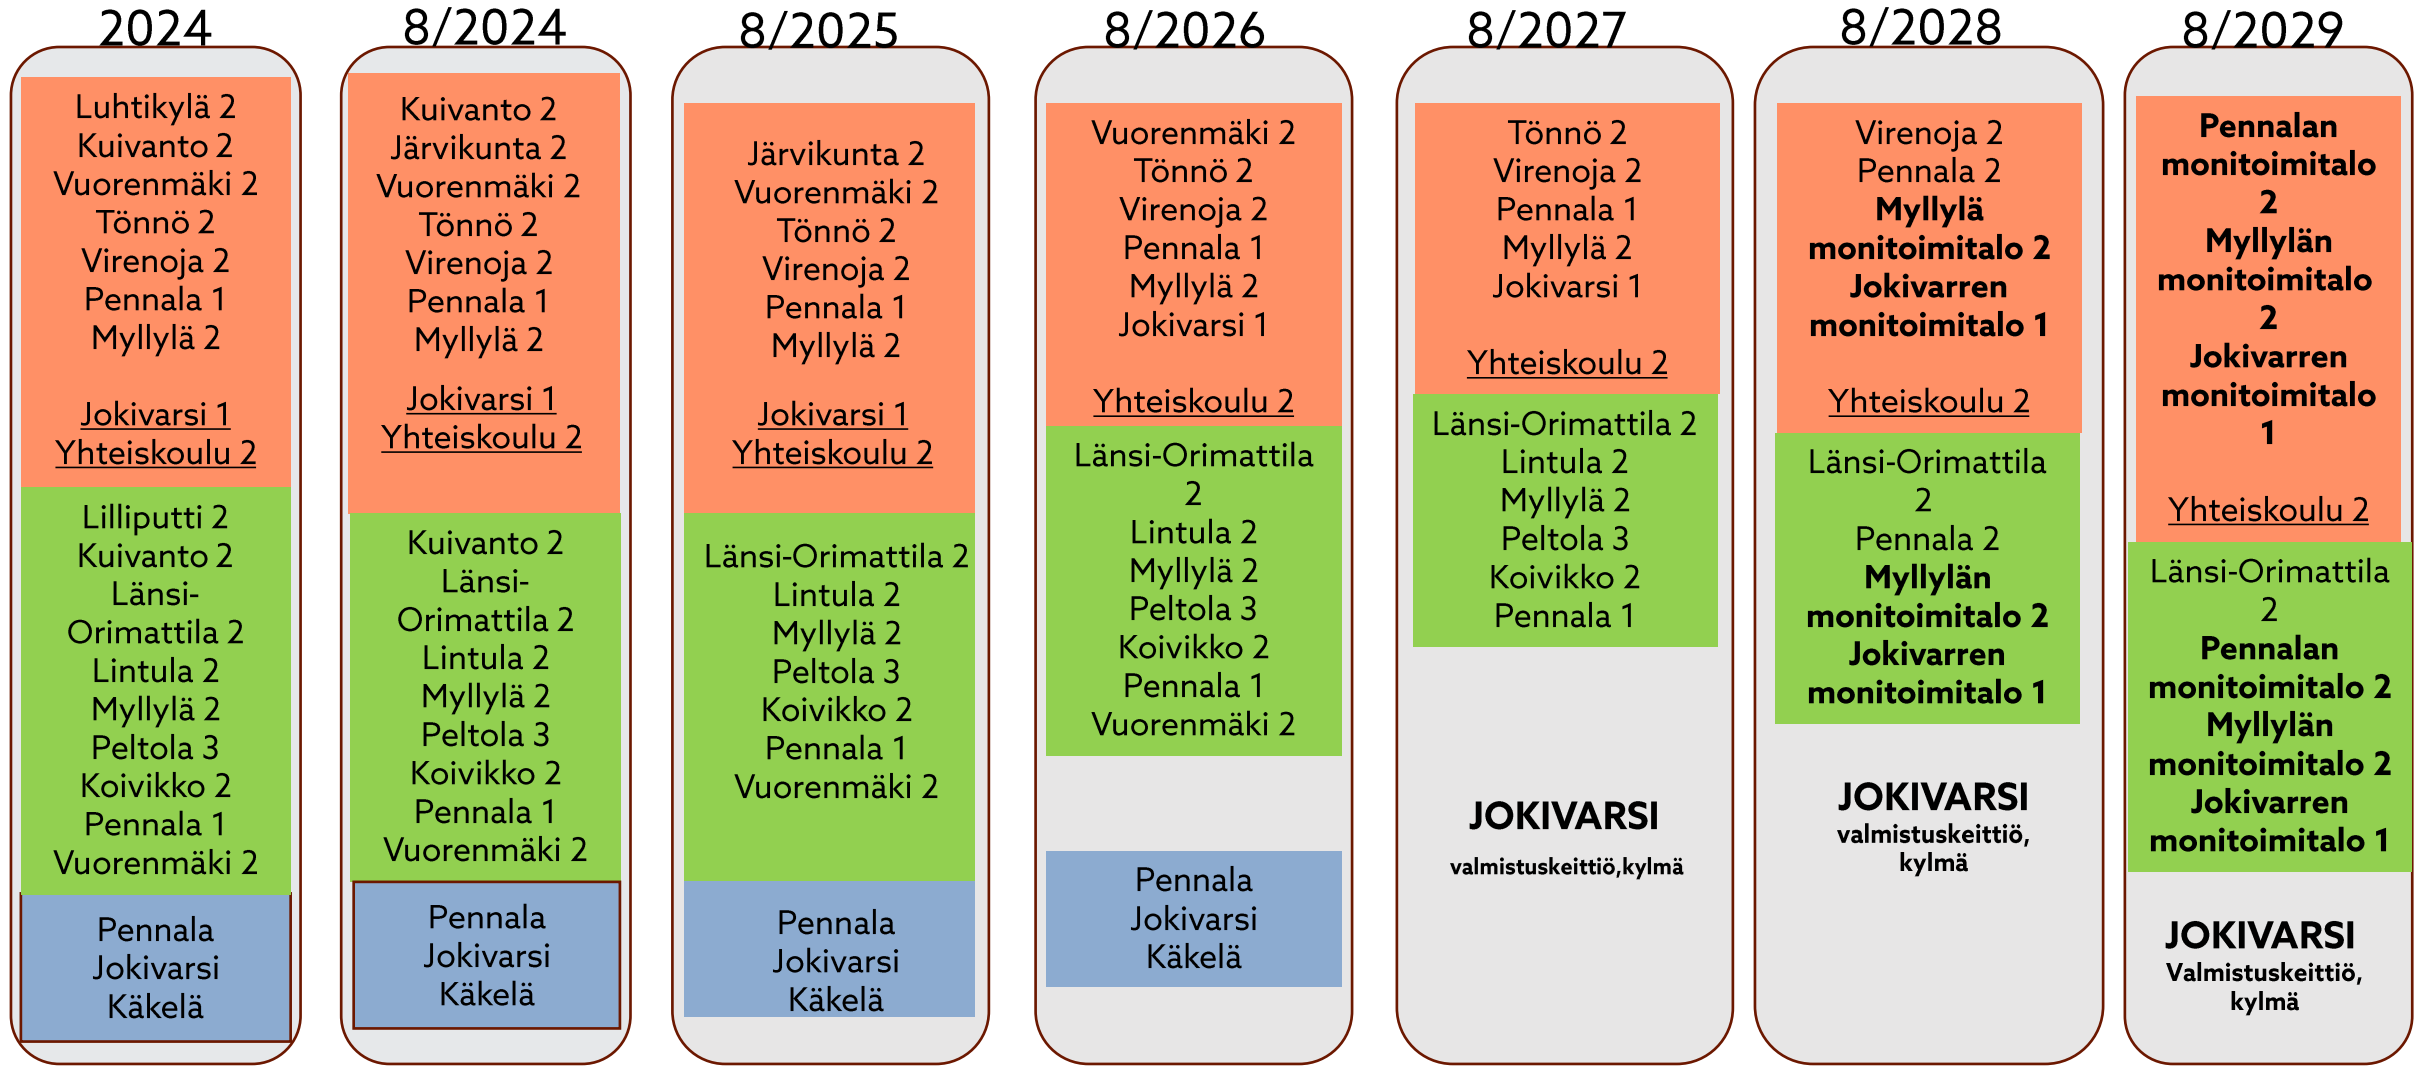 2024
Luhtikylä 2
Kuivanto 2
Vuorenmäki 2
Tönnö 2
Virenoja 2
Pennala 1
Myllylä 2
Jokivarsi 1
Yhteiskoulu 2
Lilliputti 2
Kuivanto 2
Länsi-
Orimattila 2
Lintula 2
Myllylä 2
Peltola 3
Koivikko 2
Pennala 1
Vuorenmäki 2
Pennala
Jokivarsi
Käkelä
8/2024
Kuivanto 2
Järvikunta 2
Vuorenmäki 2
Tönnö 2
Virenoja 2
Pennala 1
Myllylä 2
Jokivarsi 1
Yhteiskoulu 2
Kuivanto 2
Länsi-
Orimattila 2
Lintula 2
Myllylä 2
Peltola 3
Koivikko 2
Pennala 1
Vuorenmäki 2
Pennala
Jokivarsi
Käkelä
8/2025
Järvikunta 2
Vuorenmäki 2
Tönnö 2
Virenoja 2
Pennala 1
Myllylä 2
Jokivarsi 1
Yhteiskoulu 2
Länsi-Orimattila 2
Lintula 2
Myllylä 2
Peltola 3
Koivikko 2
Pennala 1
Vuorenmäki 2
Pennala
Jokivarsi
Käkelä
8/2026
Vuorenmäki 2
Tönnö 2
Virenoja 2
Pennala 1
Myllylä 2
Jokivarsi 1
Yhteiskoulu 2
Länsi-Orimattila
2
Lintula 2
Myllylä 2
Peltola 3
Koivikko 2
Pennala 1
Vuorenmäki 2
Pennala
Jokivarsi
Käkelä
8/2027
Tönnö 2
Virenoja 2
Pennala 1
Myllylä 2
Jokivarsi 1
Yhteiskoulu 2
Länsi-Orimattila 2
Lintula 2
Myllylä 2
Peltola 3
Koivikko 2
Pennala 1
JOKIVARSI
valmistuskeittiö,kylmä
8/2028
Virenoja 2
Pennala 2
Myllylä
monitoimitalo 2
Jokivarren
monitoimitalo 1
Yhteiskoulu 2
Länsi-Orimattila
2
Pennala 2
Myllylän
monitoimitalo 2
Jokivarren
monitoimitalo 1
JOKIVARSI
valmistuskeittiö,
kylmä
8/2029
Pennalan
monitoimitalo
2
Myllylän
monitoimitalo
2
Jokivarren
monitoimitalo
1
Yhteiskoulu 2
Länsi-Orimattila
2
Pennalan
monitoimitalo 2
Myllylän
monitoimitalo 2
Jokivarren
monitoimitalo 1
JOKIVARSI
Valmistuskeittiö,
kylmä